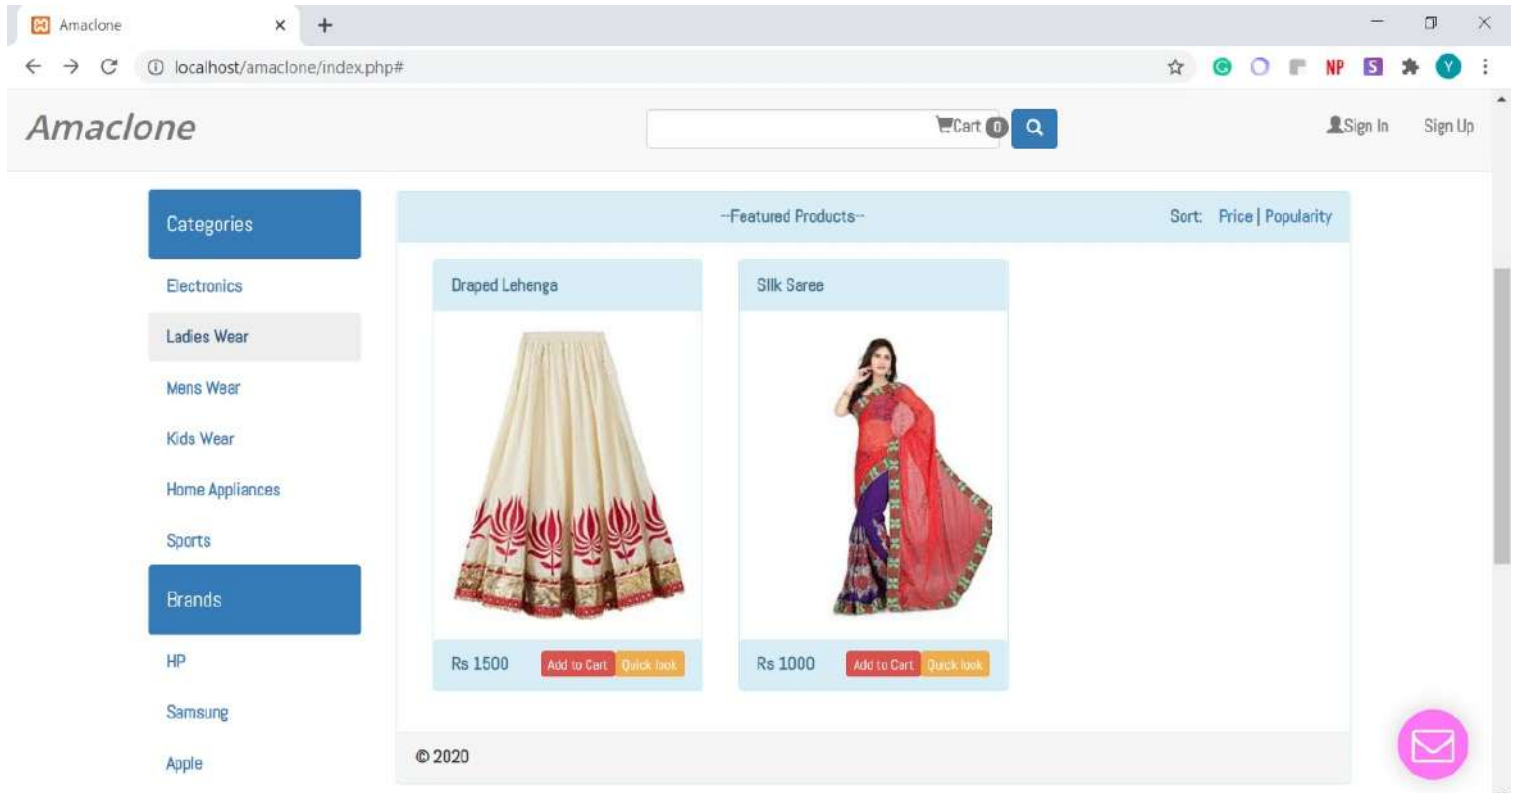 Amaclone
localhost/amaclone/index.php#
NP S Y
Amaclone
Cart 0
Sign In Sign Up
Categories
Electronics
Ladies Wear
Mens Wear
Kids Wear
Home Appliances
Sports
Brands
HP
Samsung
Apple
--Featured Products-- Sort: Price | Popularity
Draped Lehenga
Rs 1500 Add to Cart Quick look
SIlk Saree
Rs 1000 Add to Cart Quick look
© 2020